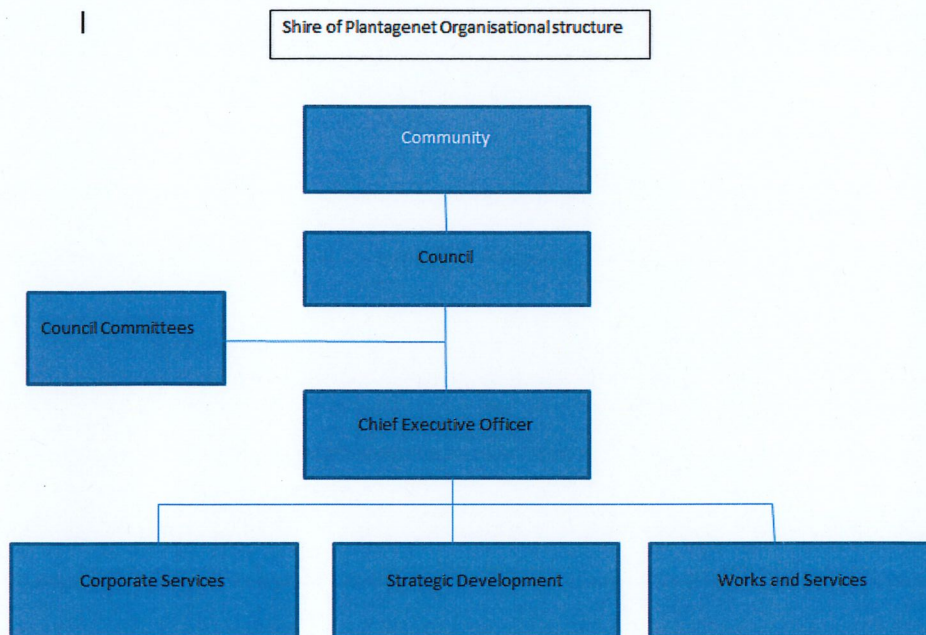 Shire of Plantagenet Organisational structure
Community
Council
Council Committees
Chief Executive Officer
Corporate Services
Strategic Development
Works and Services